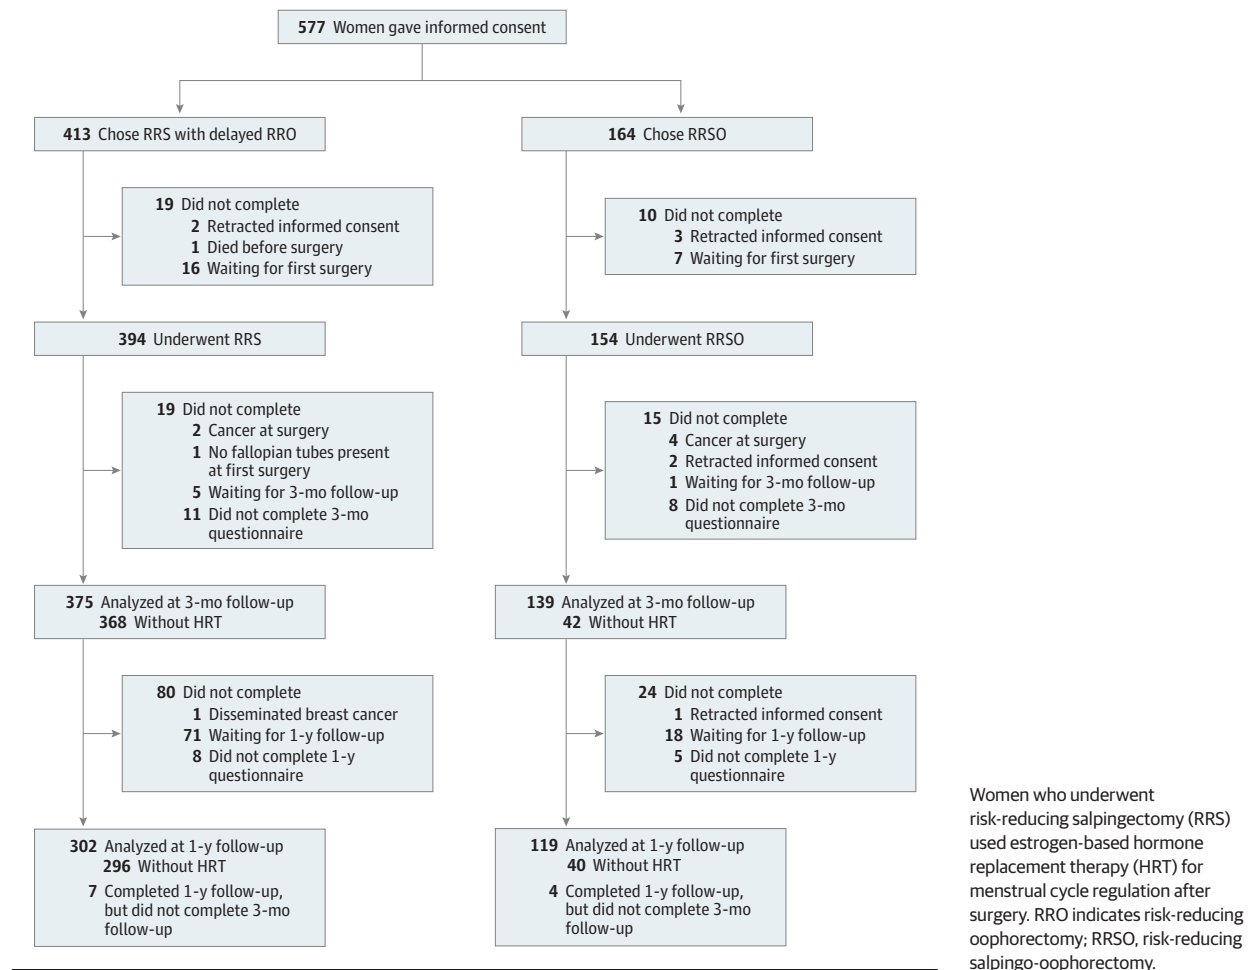 577 Women gave informed consent
413 Chose RRS with delayed RRO
164 Chose RRSO
19 Did not complete
2 Retracted informed consent
1 Died before surgery
16 Waiting for first surgery
10 Did not complete
3 Retracted informed consent
7 Waiting for first surgery
394 Underwent RRS
154 Underwent RRSO
19 Did not complete
2 Cancer at surgery
1 No fallopian tubes present
at first surgery
5 Waiting for 3-mo follow-up
11 Did not complete 3-mo
questionnaire
15 Did not complete
4 Cancer at surgery
2 Retracted informed consent
1 Waiting for 3-mo follow-up
8 Did not complete 3-mo
questionnaire
375 Analyzed at 3-mo follow-up
368 Without HRT
139 Analyzed at 3-mo follow-up
42 Without HRT
80 Did not complete
1 Disseminated breast cancer
71 Waiting for 1-y follow-up
8 Did not complete 1-y
questionnaire
24 Did not complete
1 Retracted informed consent
18 Waiting for 1-y follow-up
5 Did not complete 1-y
questionnaire
302 Analyzed at 1-y follow-up
296 Without HRT
7 Completed 1-y follow-up,
but did not complete 3-mo
follow-up
119 Analyzed at 1-y follow-up
40 Without HRT
4 Completed 1-y follow-up,
but did not complete 3-mo
follow-up
Women who underwent
risk-reducing salpingectomy (RRS)
used estrogen-based hormone
replacement therapy (HRT) for
menstrual cycle regulation after
surgery. RRO indicates risk-reducing
oophorectomy; RRSO, risk-reducing
salpingo-oophorectomy.